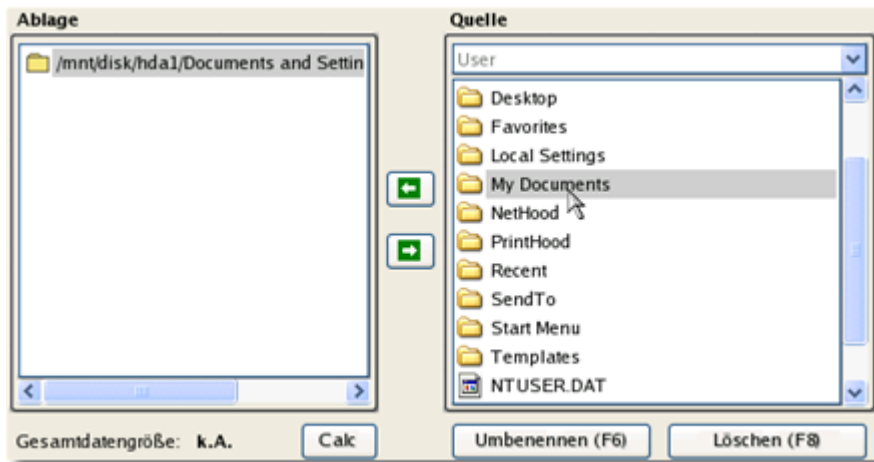 Ablage
/mnt/disk/hda1/Documents and Settin
Gesamtdatengröße: k.A.
Calc
Quelle
User
Desktop
Favorites
Local Settings
My Documents
NetHood
PrintHood
Recent
SendTo
Start Menu
Templates
NTUSER.DAT
Umbenennen (F6)
Löschen (F8)